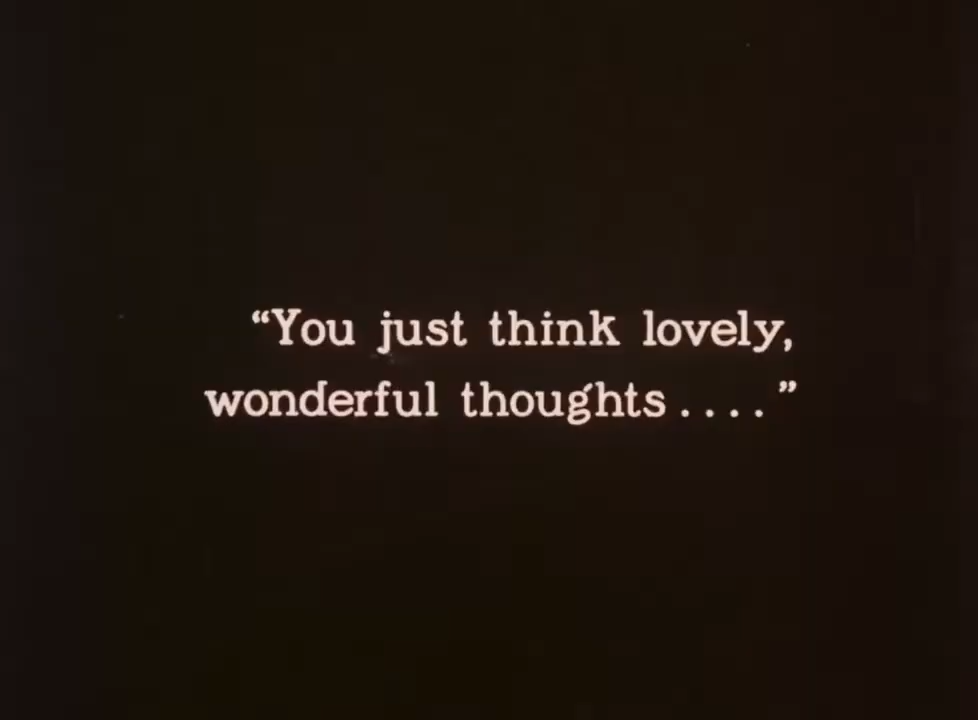 “You just think lovely,
wonderful thoughts . . . . ”